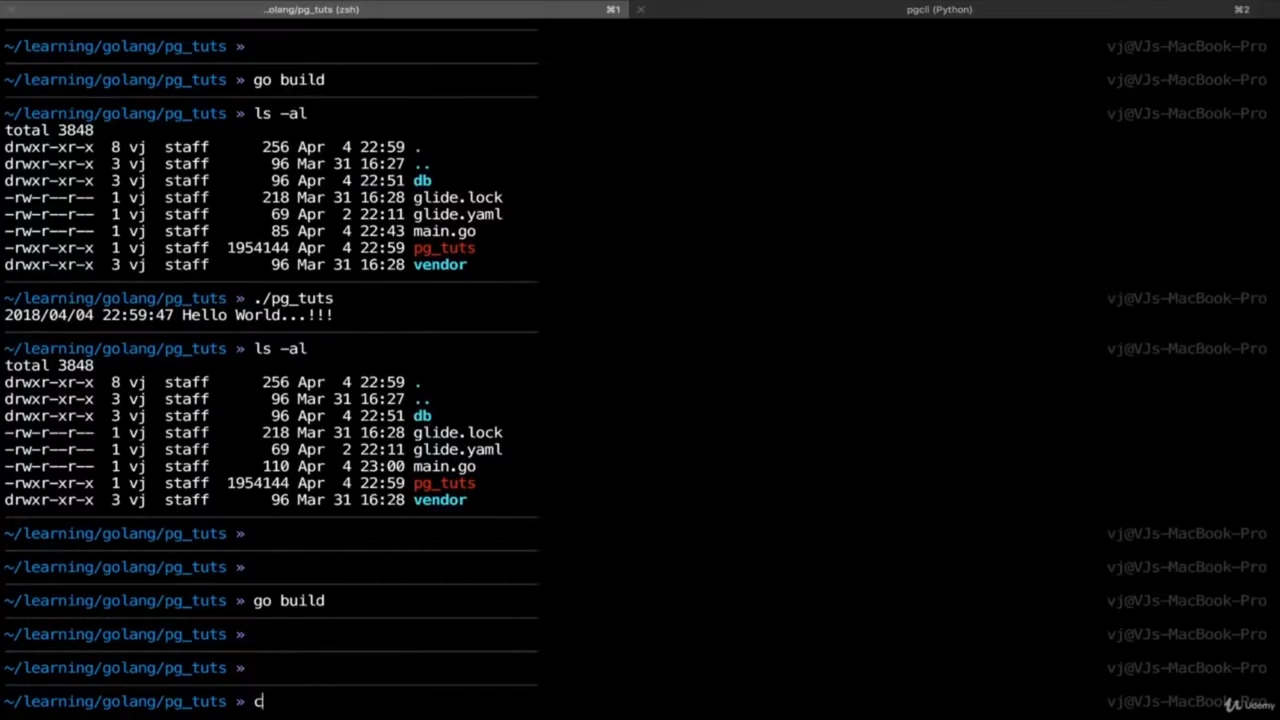 ..olang/pg_tuts (zsh) ⌘1 × pgcli (Python) ⌘2
~/learning/golang/pg_tuts » vj@VJs-MacBook-Pro
~/learning/golang/pg_tuts » go build vj@VJs-MacBook-Pro
~/learning/golang/pg_tuts » ls -al vj@VJs-MacBook-Pro
total 3848
drwxr-xr-x 8 vj staff 256 Apr 4 22:59 .
drwxr-xr-x 3 vj staff 96 Mar 31 16:27 ..
drwxr-xr-x 3 vj staff 96 Apr 4 22:51 db
-rw-r--r-- 1 vj staff 218 Mar 31 16:28 glide.lock
-rw-r--r-- 1 vj staff 69 Apr 2 22:11 glide.yaml
-rw-r--r-- 1 vj staff 85 Apr 4 22:43 main.go
-rwxr-xr-x 1 vj staff 1954144 Apr 4 22:59 pg_tuts
drwxr-xr-x 3 vj staff 96 Mar 31 16:28 vendor
~/learning/golang/pg_tuts » ./pg_tuts vj@VJs-MacBook-Pro
2018/04/04 22:59:47 Hello World...!!!
~/learning/golang/pg_tuts » ls -al vj@VJs-MacBook-Pro
total 3848
drwxr-xr-x 8 vj staff 256 Apr 4 22:59 .
drwxr-xr-x 3 vj staff 96 Mar 31 16:27 ..
drwxr-xr-x 3 vj staff 96 Apr 4 22:51 db
-rw-r--r-- 1 vj staff 218 Mar 31 16:28 glide.lock
-rw-r--r-- 1 vj staff 69 Apr 2 22:11 glide.yaml
-rw-r--r-- 1 vj staff 110 Apr 4 23:00 main.go
-rwxr-xr-x 1 vj staff 1954144 Apr 4 22:59 pg_tuts
drwxr-xr-x 3 vj staff 96 Mar 31 16:28 vendor
~/learning/golang/pg_tuts » vj@VJs-MacBook-Pro
~/learning/golang/pg_tuts » vj@VJs-MacBook-Pro
~/learning/golang/pg_tuts » go build vj@VJs-MacBook-Pro
~/learning/golang/pg_tuts » vj@VJs-MacBook-Pro
~/learning/golang/pg_tuts » vj@VJs-MacBook-Pro
~/learning/golang/pg_tuts » c vj@VJs-MacBook-Pro
Udemy